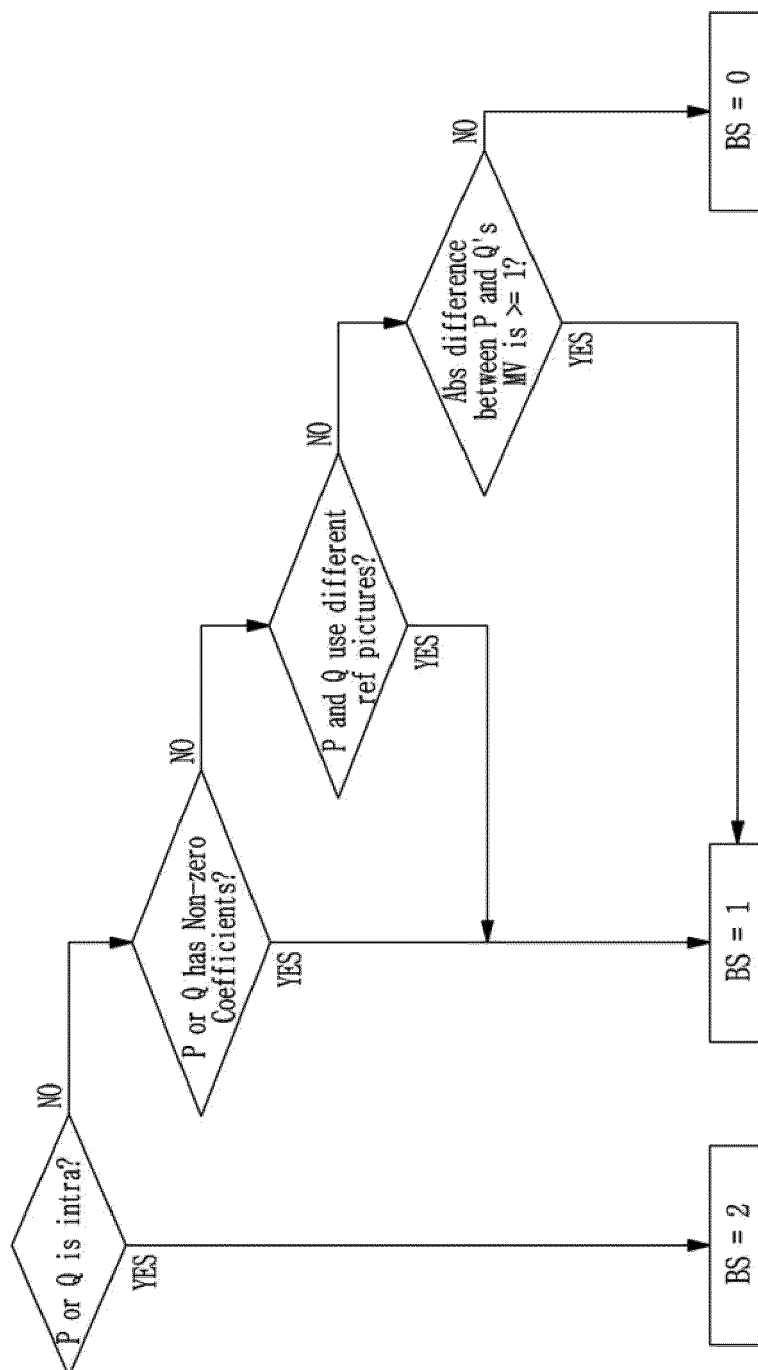 P or Q is intra?
NO
YES
P or Q has Non-zero
Coefficients?
NO
YES
P and Q use different
ref pictures?
NO
YES
Abs difference
between P and Q's
MV is >= 1?
NO
YES
BS = 2
BS = 1
BS = 0